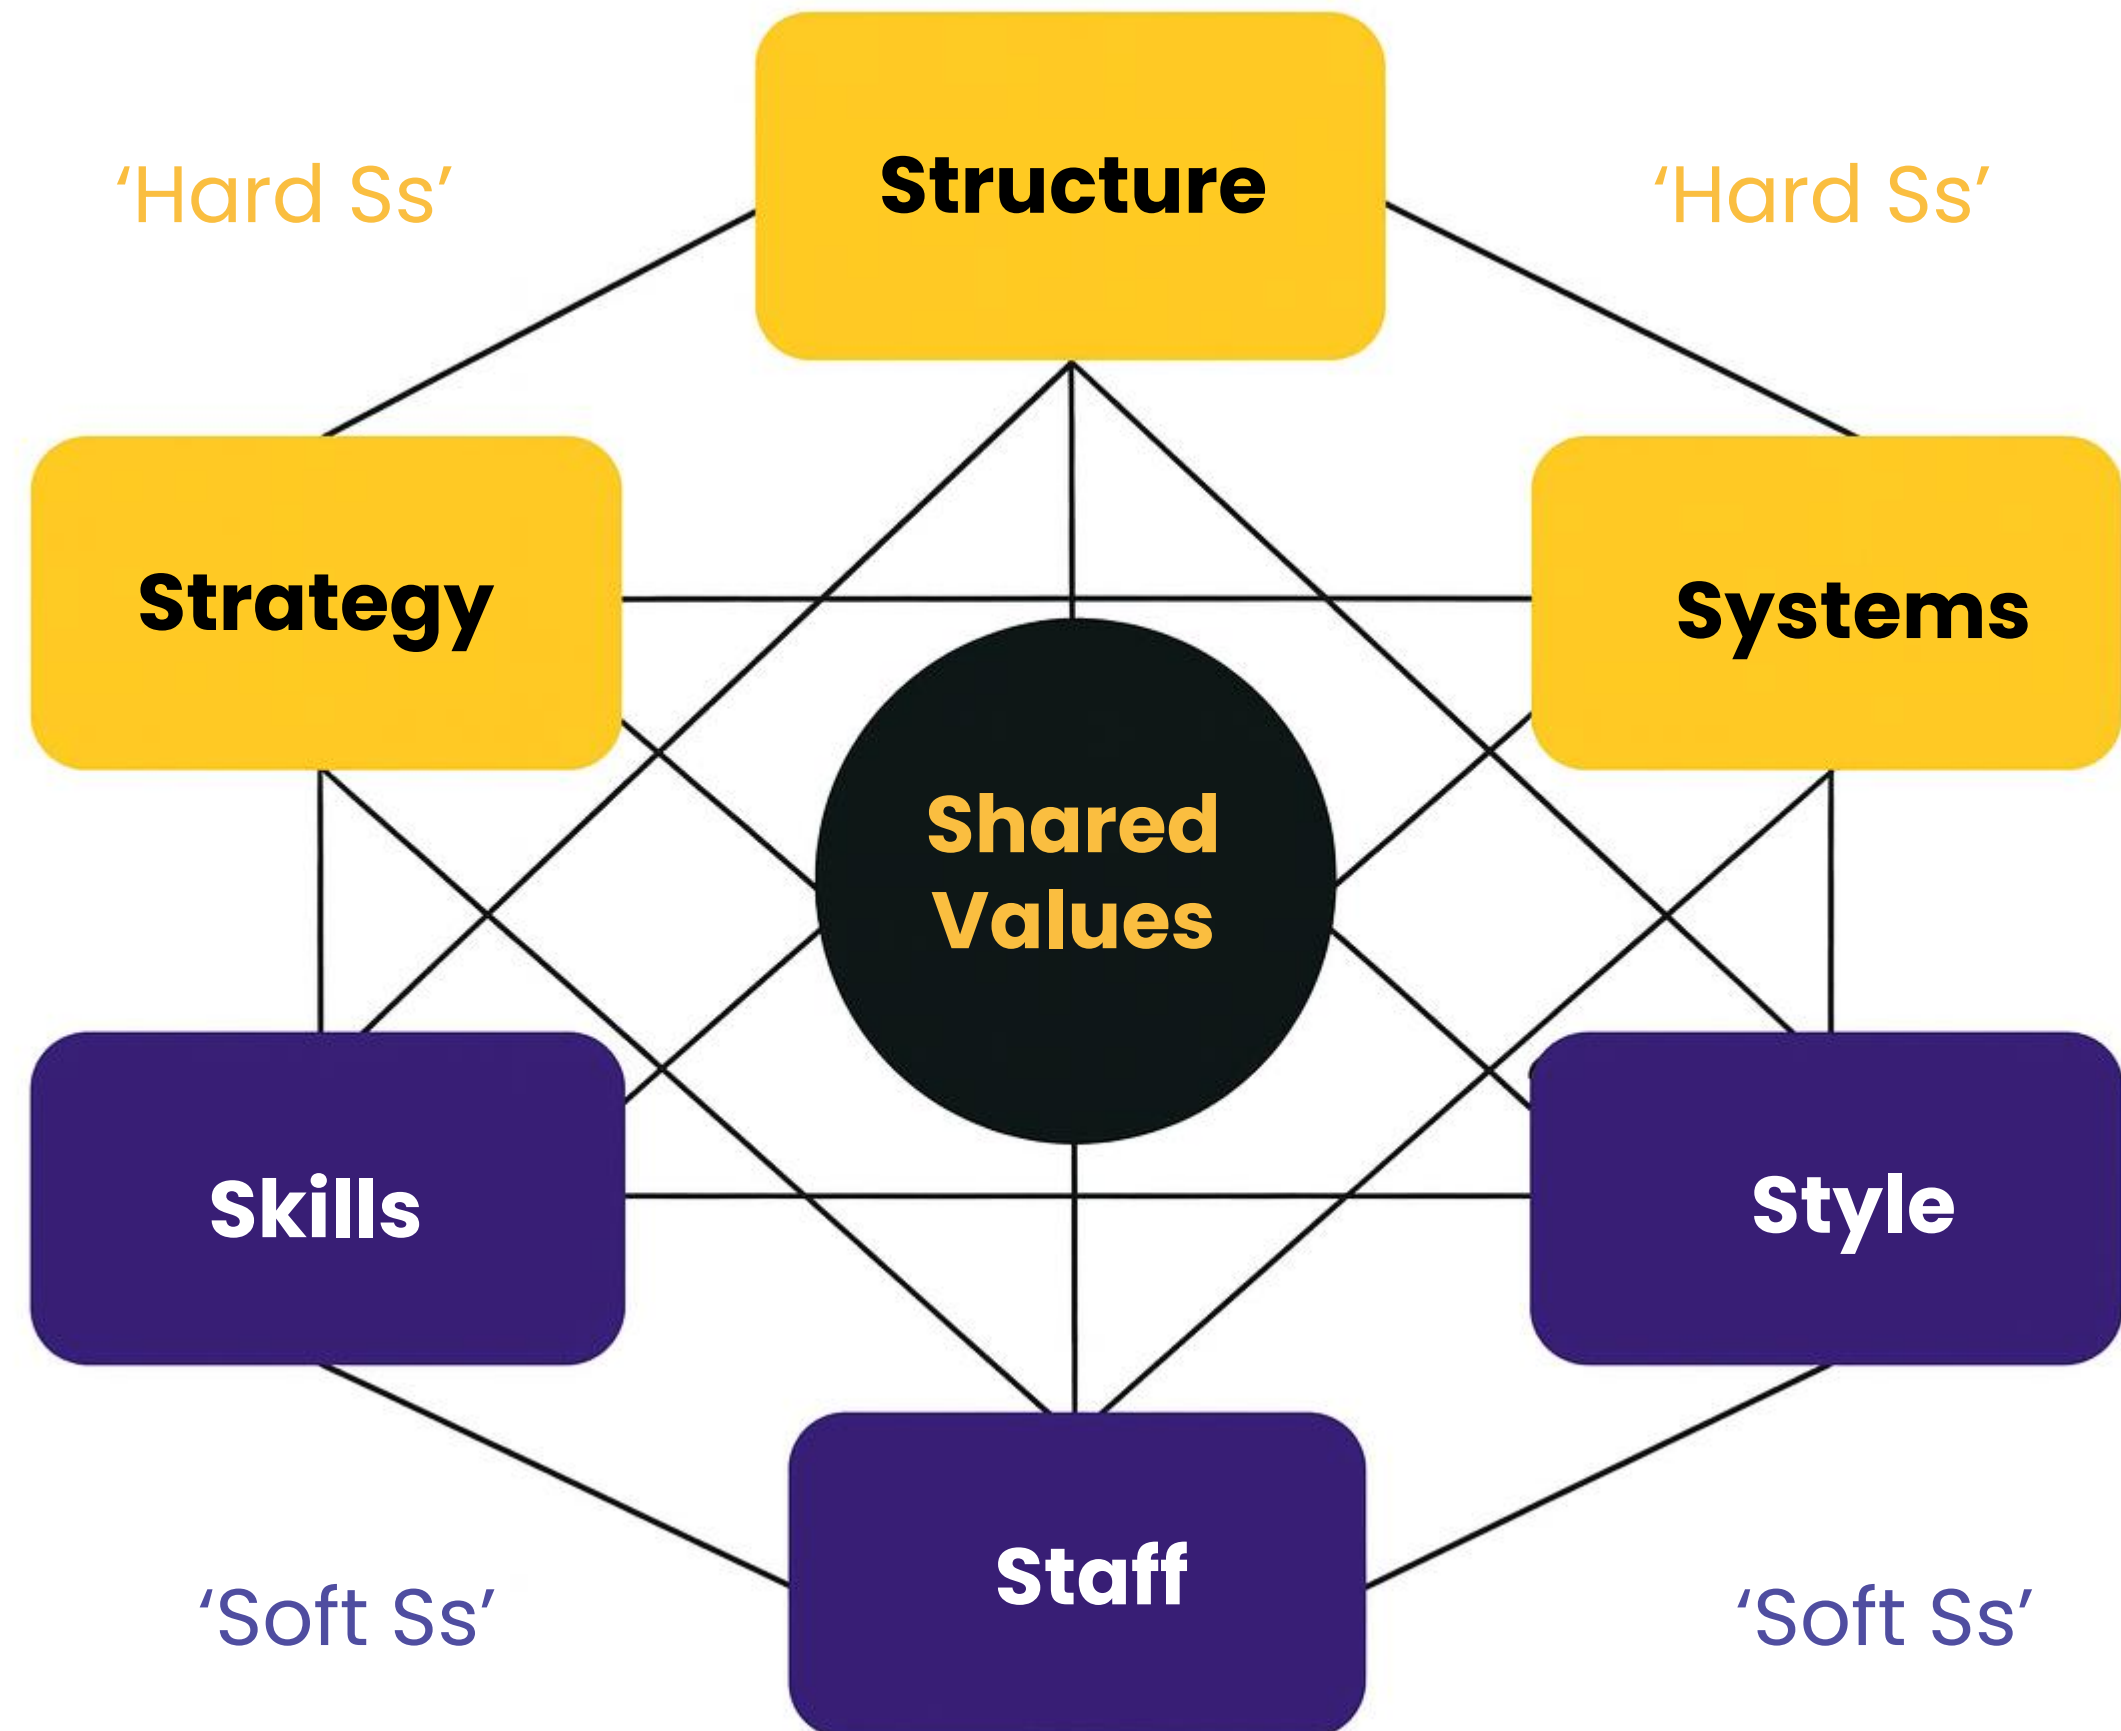 Structure
‘Hard Ss’
‘Hard Ss’
Strategy
Systems
Shared
Values
Skills
Style
Staff
‘Soft Ss’
‘Soft Ss’